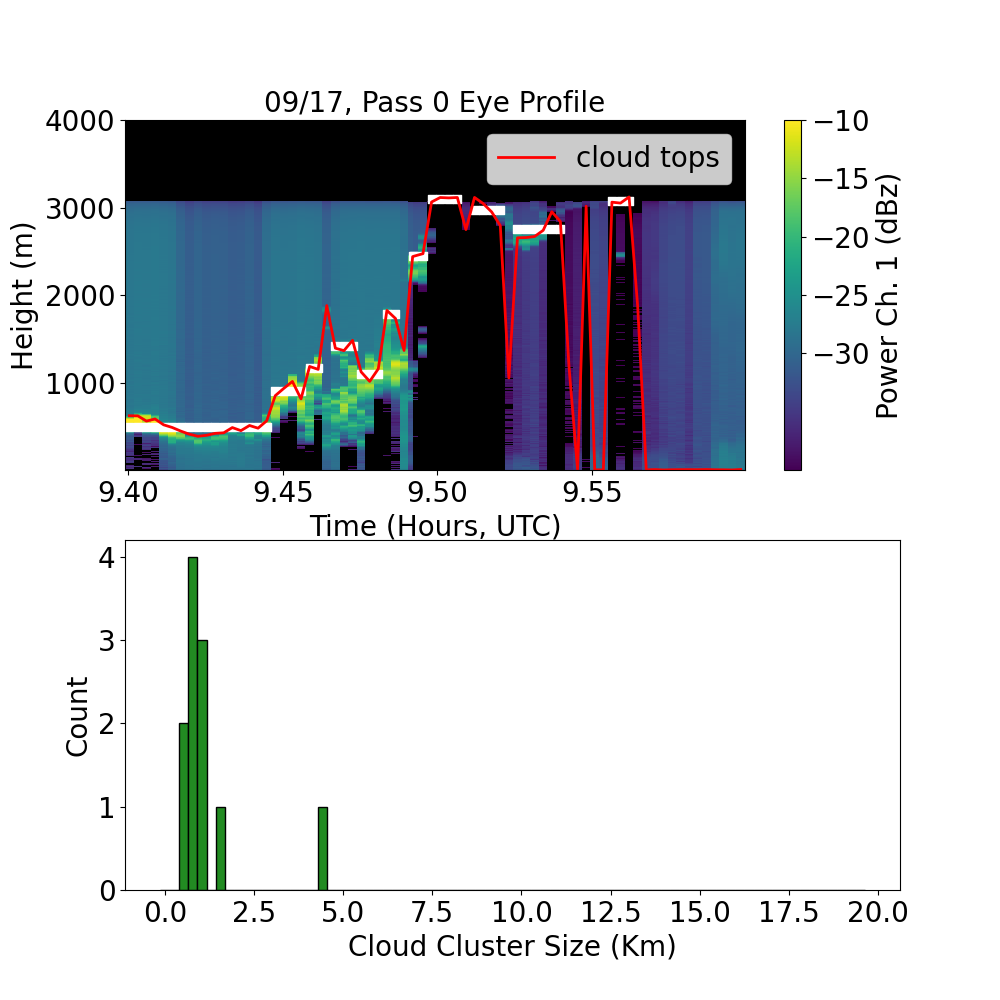 09/17, Pass 0 Eye Profile
4000
3000
2000
1000
Height (m)
cloud tops
9.40 9.45 9.50 9.55
Time (Hours, UTC)
−10
−15
−20
−25
−30
Power Ch. 1 (dBz)
4
3
2
1
0
Count
0.0 2.5 5.0 7.5 10.0 12.5 15.0 17.5 20.0
Cloud Cluster Size (Km)